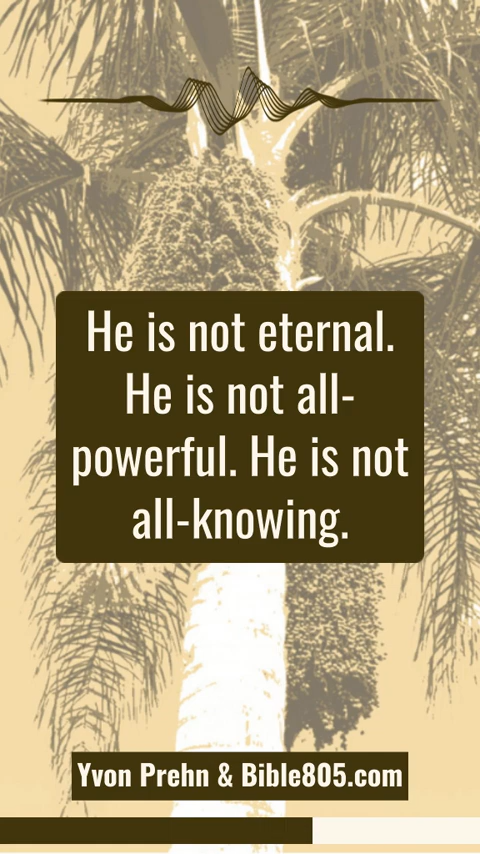 He is not eternal.
He is not all-
powerful. He is not
all-knowing.
Yvon Prehn & Bible805.com